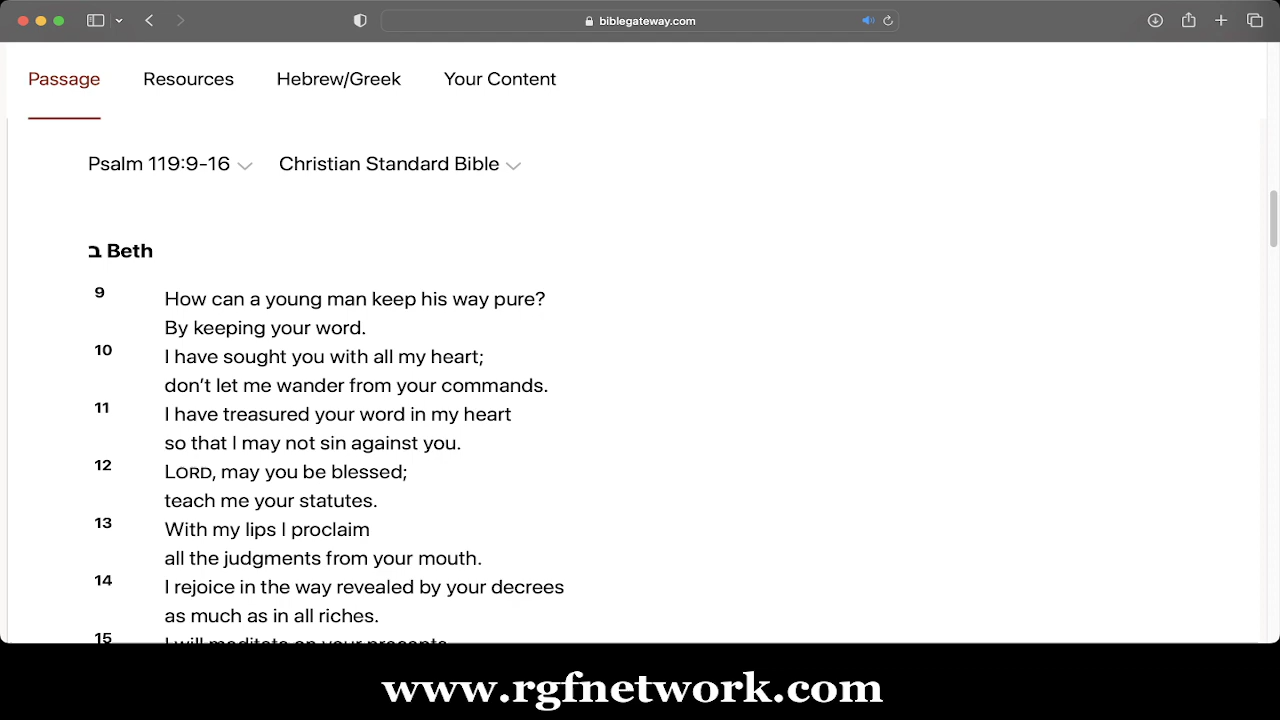 biblegateway.com
Passage Resources Hebrew/Greek Your Content
Psalm 119:9-16 Christian Standard Bible
ב Beth
9 How can a young man keep his way pure?
By keeping your word.
10 I have sought you with all my heart;
don’t let me wander from your commands.
11 I have treasured your word in my heart
so that I may not sin against you.
12 LORD, may you be blessed;
teach me your statutes.
13 With my lips I proclaim
all the judgments from your mouth.
14 I rejoice in the way revealed by your decrees
as much as in all riches.
15 I will meditate on your precepts
www.rgfnetwork.com